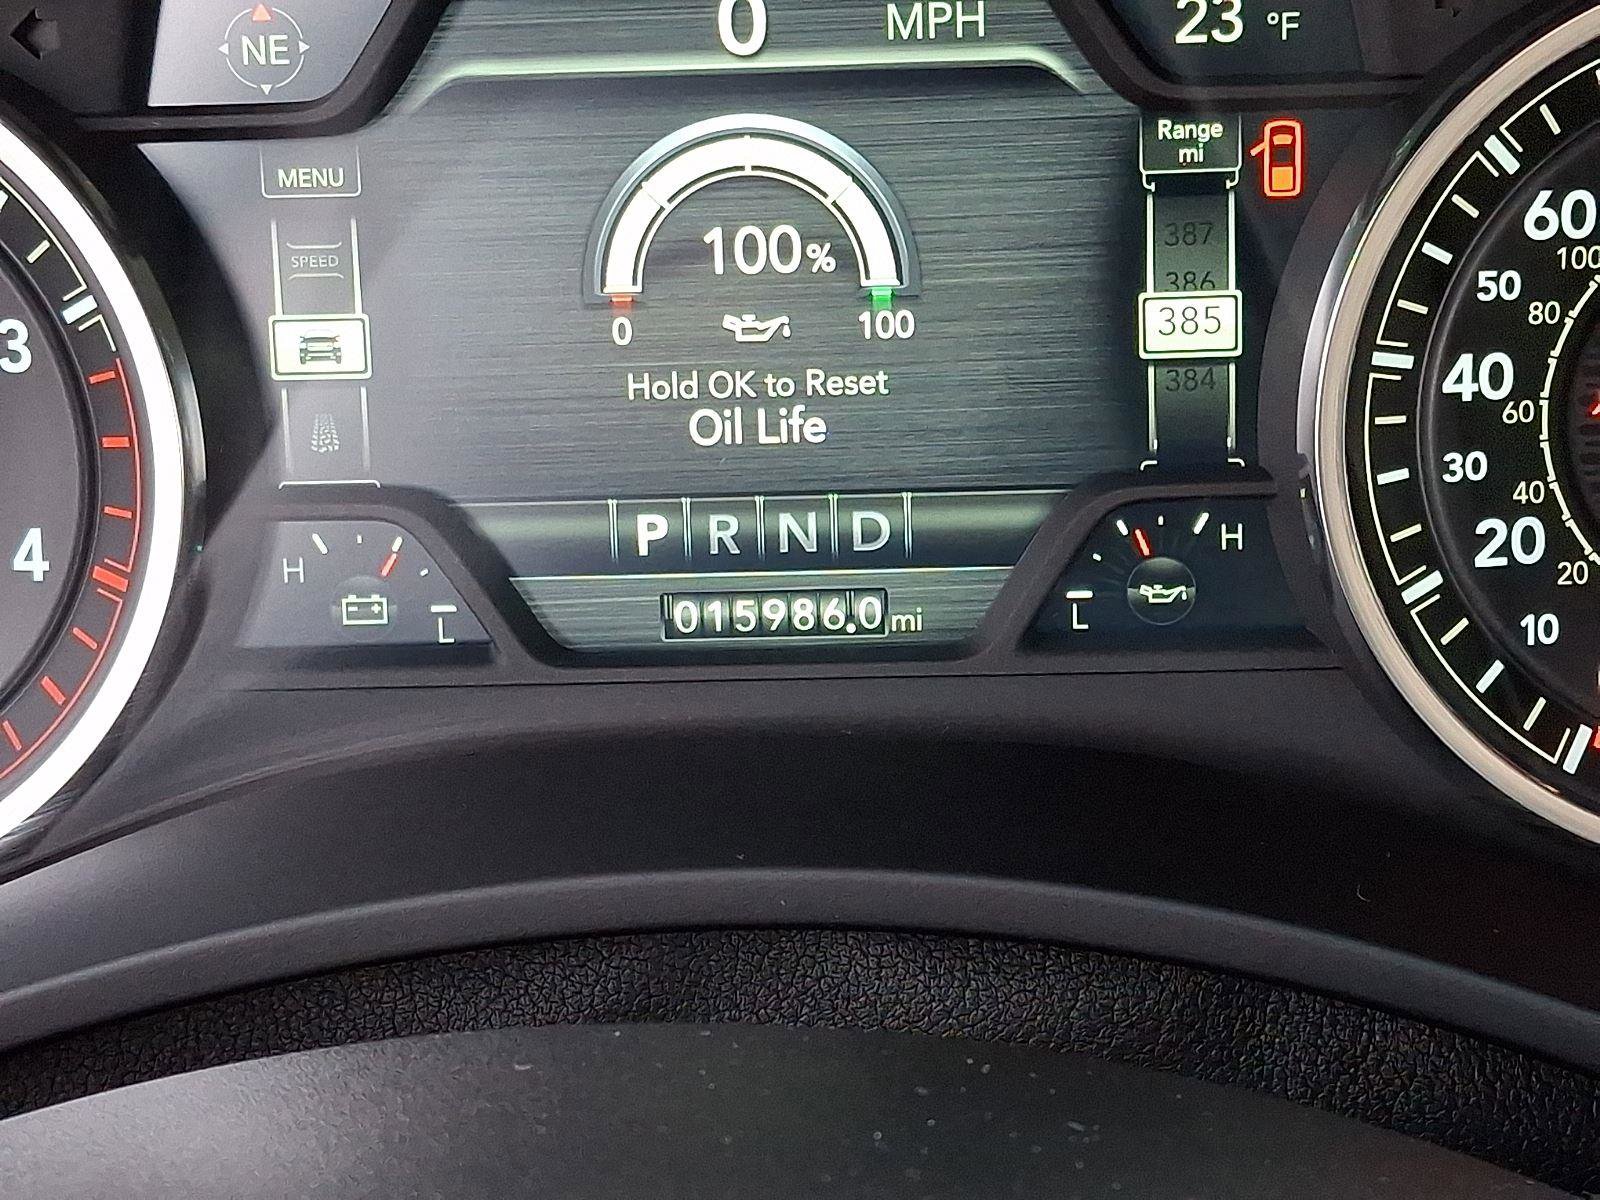 NE
0 MPH
23 °F
MENU
SPEED
100%
0
100
Hold OK to Reset
Oil Life
Range
mi
387
386
385
384
P R N D
015986.0 mi
H
L
H
L
3
4
60
50
40
30
20
10
100
80
60
40
20